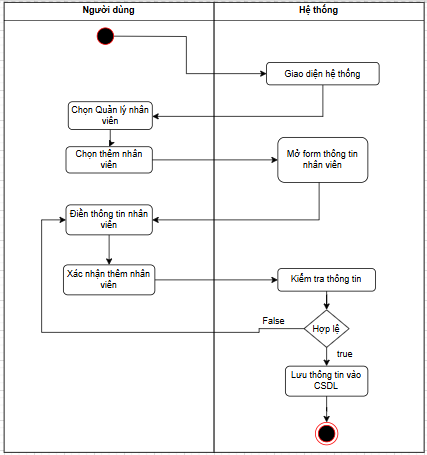 Người dùng
Hệ thống
Giao diện hệ thống
Chọn Quản lý nhân
viên
Chọn thêm nhân
viên
Mở form thông tin
nhân viên
Điền thông tin nhân
viên
Xác nhận thêm nhân
viên
Kiểm tra thông tin
False
Hợp lệ
true
Lưu thông tin vào
CSDL